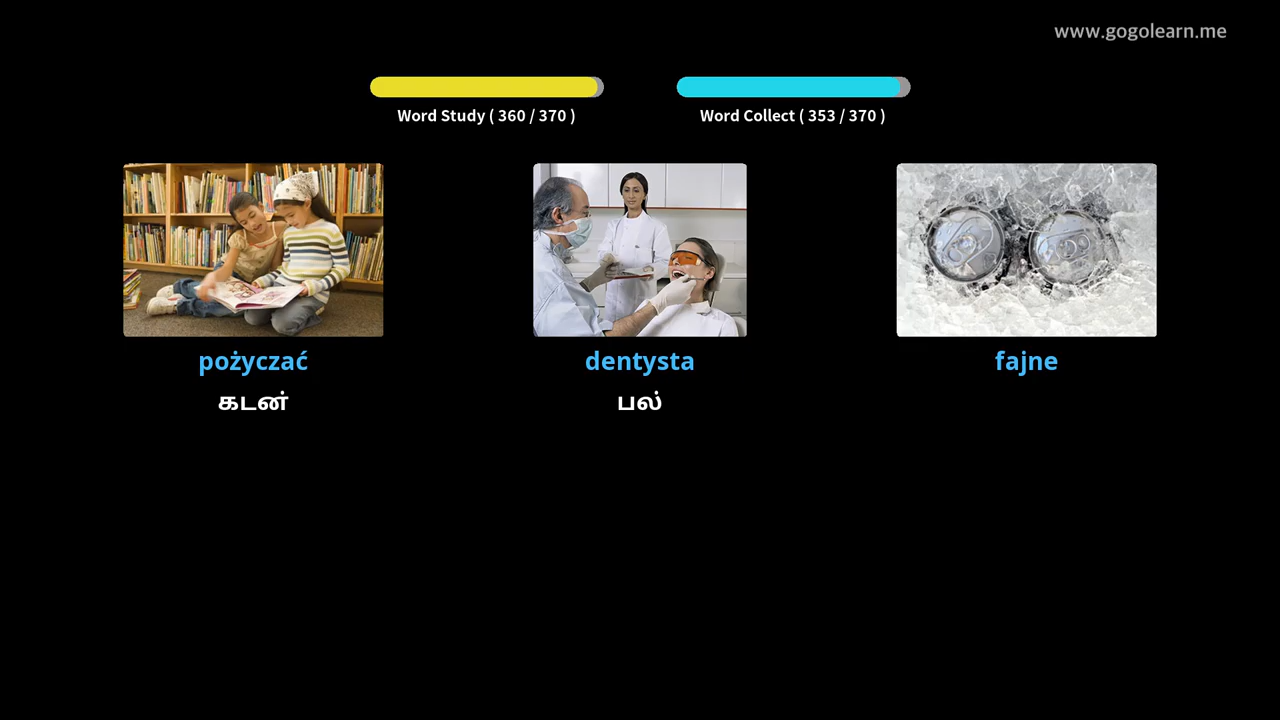 www.gogolearn.me
Word Study ( 360 / 370 )
Word Collect ( 353 / 370 )
pożyczać
dentysta
fajne
கடன்
பல்